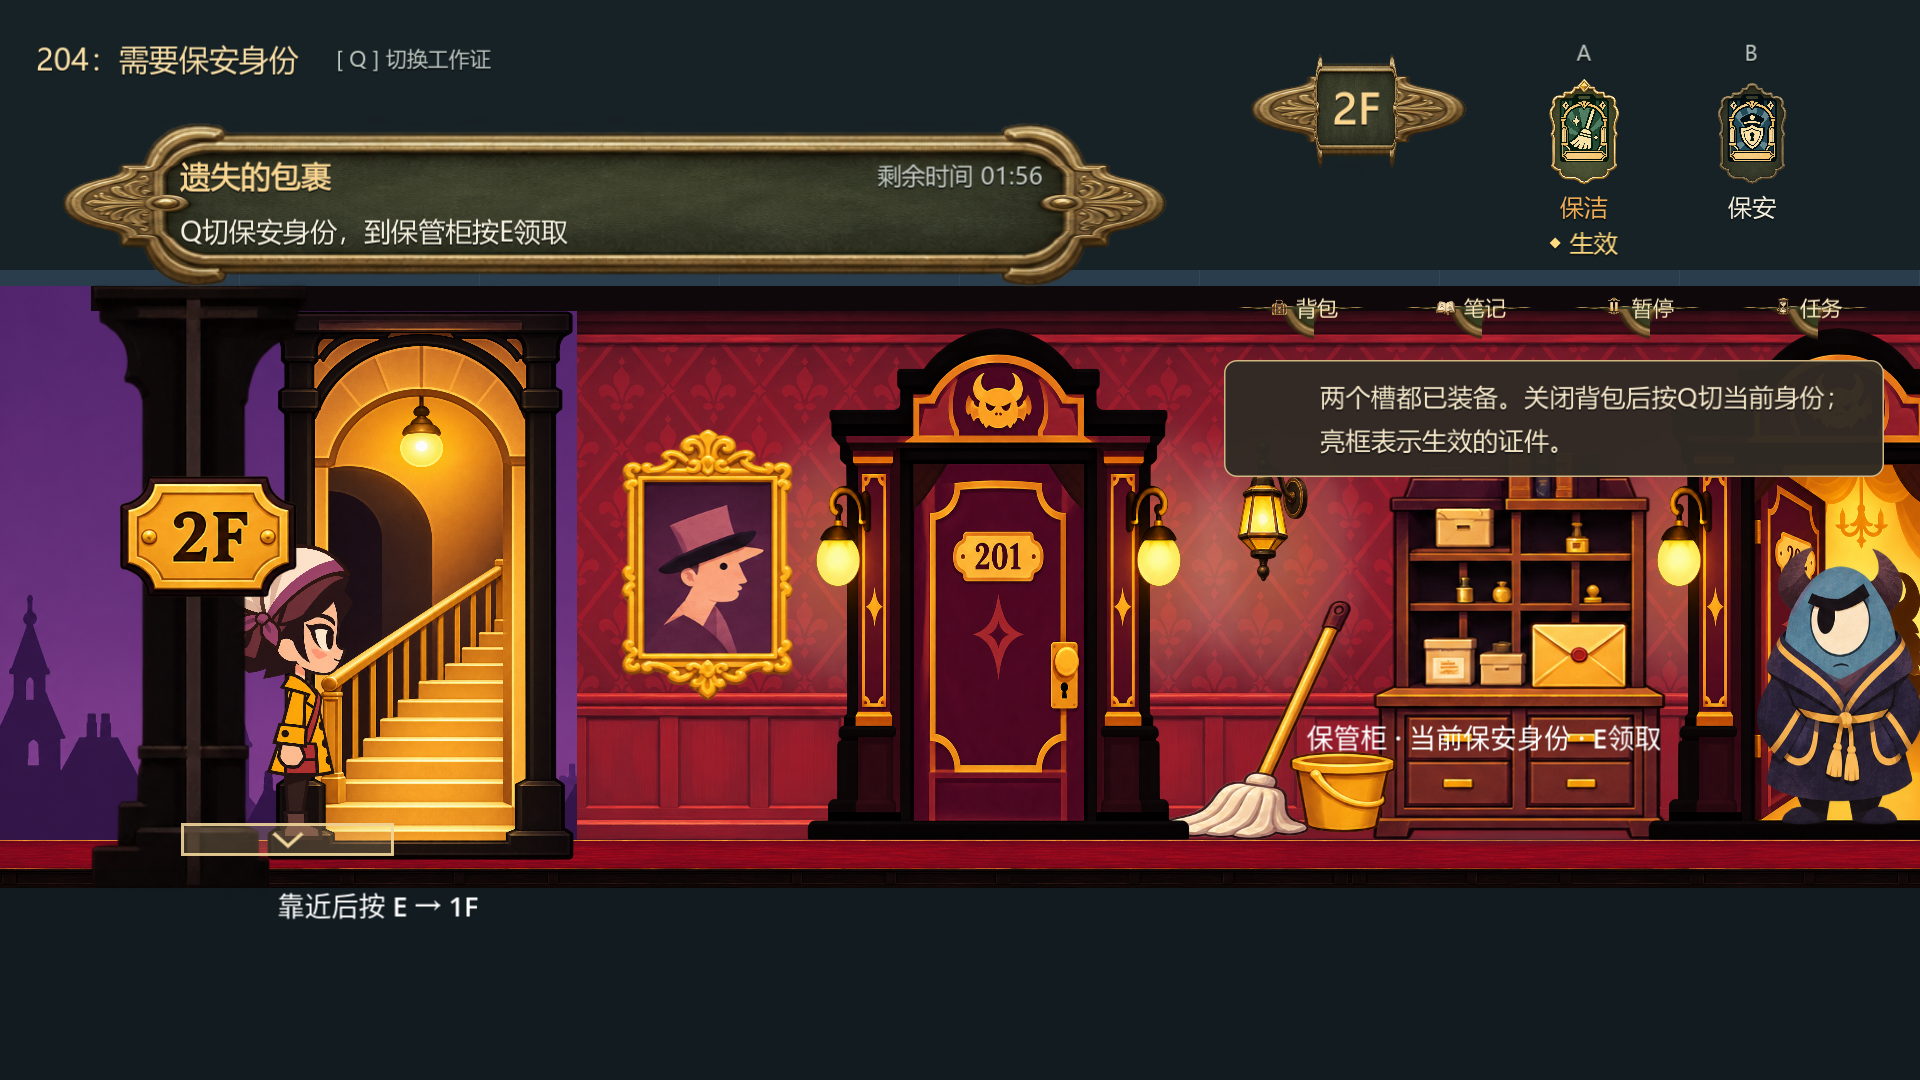 204：需要保安身份
[ Q ] 切换工作证
遗失的包裹
剩余时间 01:56
Q切保安身份，到保管柜按E领取
2F
A
B
保洁
保安
生效
背包
笔记
暂停
任务
两个槽都已装备。关闭背包后按Q切当前身份；
亮框表示生效的证件。
2F
201
保管柜 · 当前保安身份 · E领取
靠近后按 E → 1F